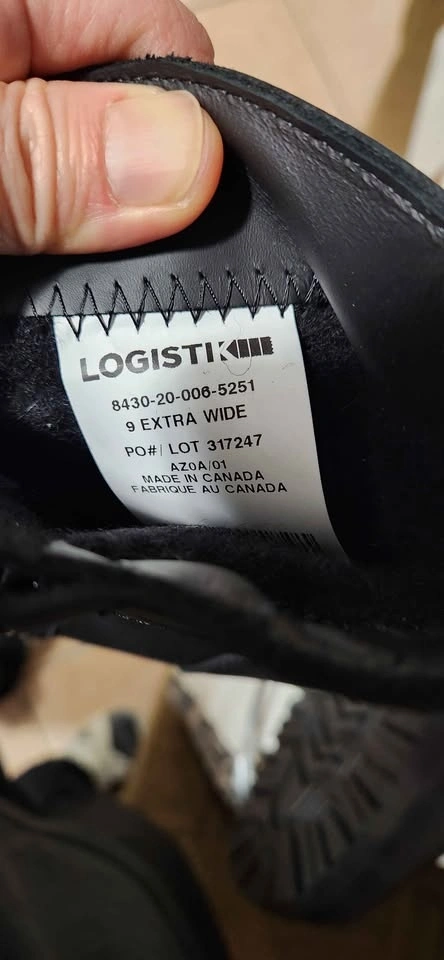 LOGISTIK
8430-20-006-5251
9 EXTRA WIDE
PO#/ LOT 317247
AZ0A/01
MADE IN CANADA
FABRIQUE AU CANADA